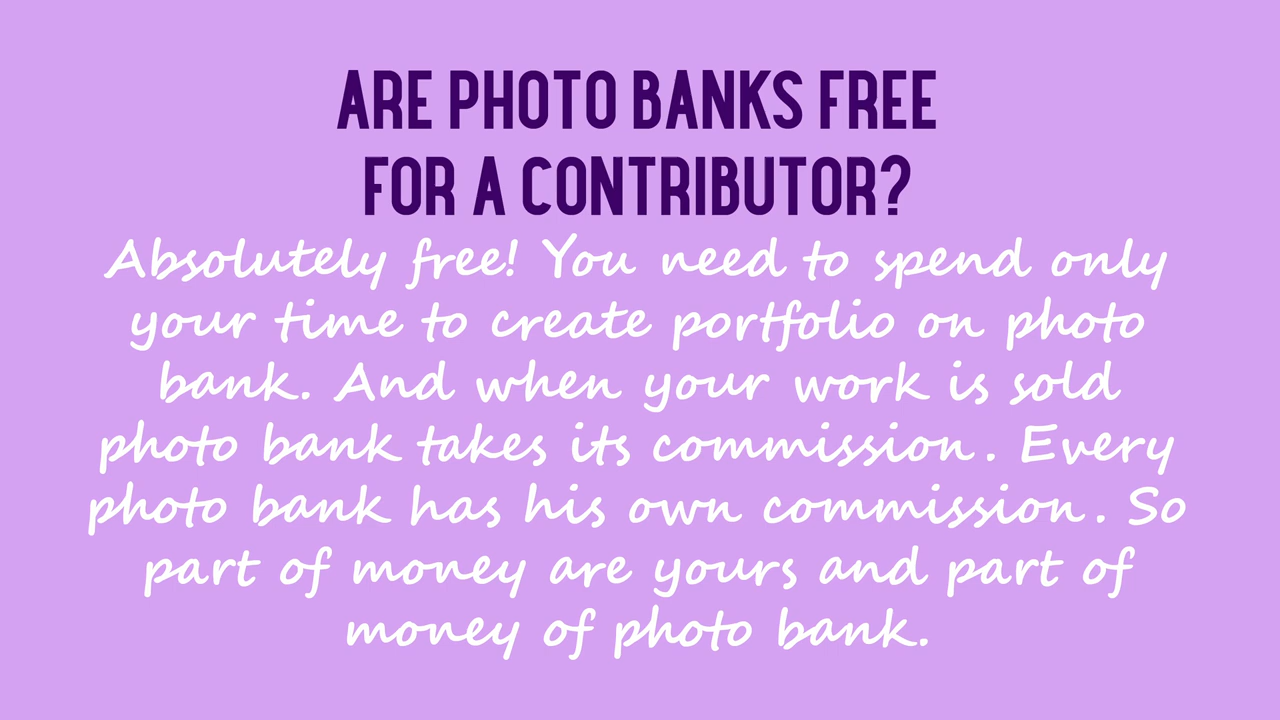 ARE PHOTO BANKS FREE
FOR A CONTRIBUTOR?
Absolutely free! You need to spend only
your time to create portfolio on photo
bank. And when your work is sold
photo bank takes its commission. Every
photo bank has his own commission. So
part of money are yours and part of
money of photo bank.